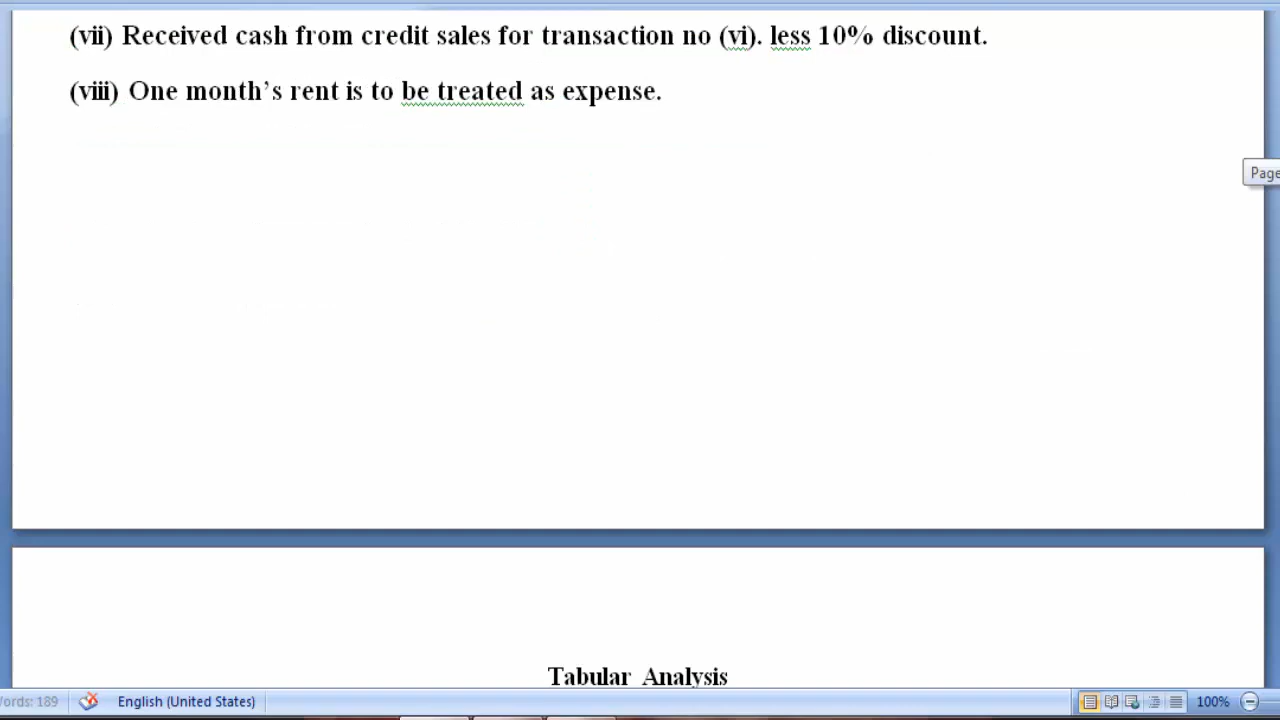 (vii) Received cash from credit sales for transaction no (vi). less 10% discount.
(viii) One month’s rent is to be treated as expense.
Page
Tabular Analysis
Words: 189 English (United States) 100%